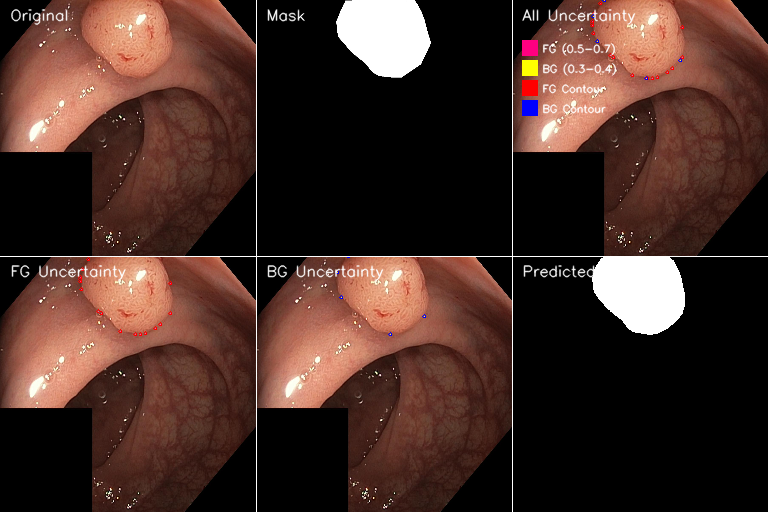 Original
Mask
All Uncertainty
FG (0.5-0.7)
BG (0.3-0.4)
FG Contour
BG Contour
FG Uncertainty
BG Uncertainty
Predicted